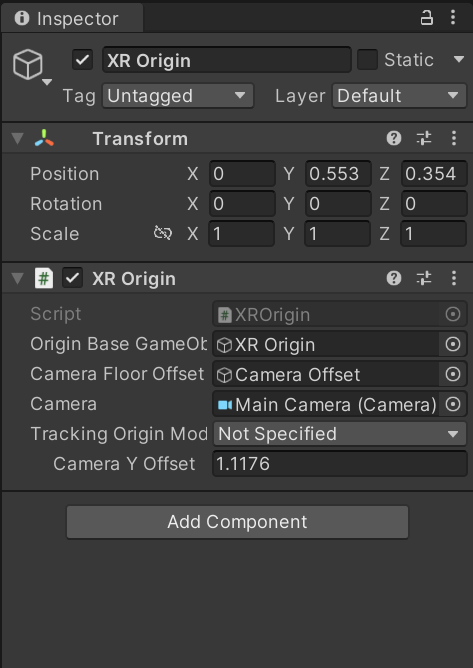 Inspector
XR Origin
Static
Tag Untagged Layer Default
Transform
Position X 0 Y 0.553 Z 0.354
Rotation X 0 Y 0 Z 0
Scale X 1 Y 1 Z 1
# XR Origin
Script # XROrigin
Origin Base GameOb XR Origin
Camera Floor Offset Camera Offset
Camera Main Camera (Camera)
Tracking Origin Mod Not Specified
Camera Y Offset 1.1176
Add Component